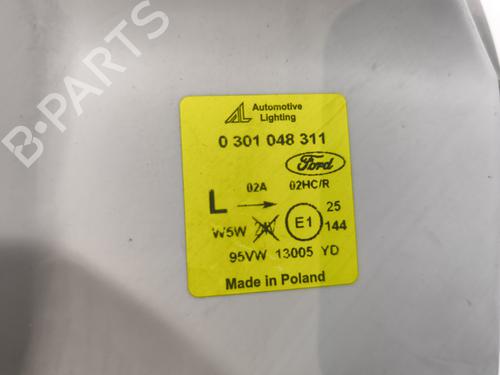 B-PARTS
AL Automotive
Lighting
0 301 048 311
Ford
02A 02HC/R
L → 25
W5W E1 144
95VW 13005 YD
Made in Poland